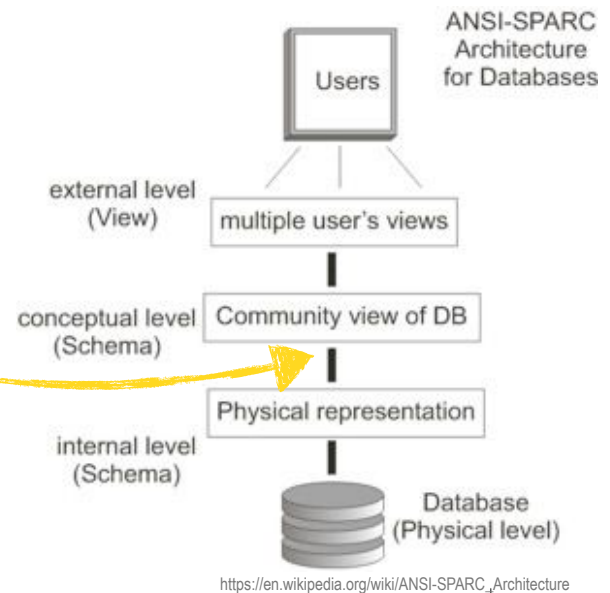 ANSI-SPARC
Architecture
for Databases
Users
external level
(View)
multiple user's views
conceptual level
(Schema)
Community view of DB
Physical representation
internal level
(Schema)
Database
(Physical level)
https://en.wikipedia.org/wiki/ANSI-SPARC_Architecture